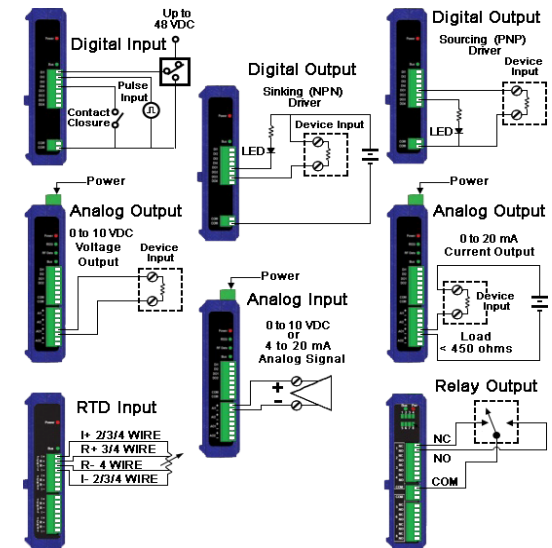 Digital Input
Up to
48 VDC
Pulse
Input
Contact
Closure
Digital Output
Sinking (NPN)
Driver
Device Input
LED
Digital Output
Sourcing (PNP)
Driver
Device
Input
LED
Power
Analog Output
0 to 10 VDC
Voltage
Output
Device
Input
Power
Analog Input
0 to 10 VDC
or
4 to 20 mA
Analog Signal
+
-
Power
Analog Output
0 to 20 mA
Current Output
Device
Input
Load
< 450 ohms
RTD Input
I+ 2/3/4 WIRE
R+ 3/4 WIRE
R- 4 WIRE
I- 2/3/4 WIRE
Relay Output
NC
NO
COM